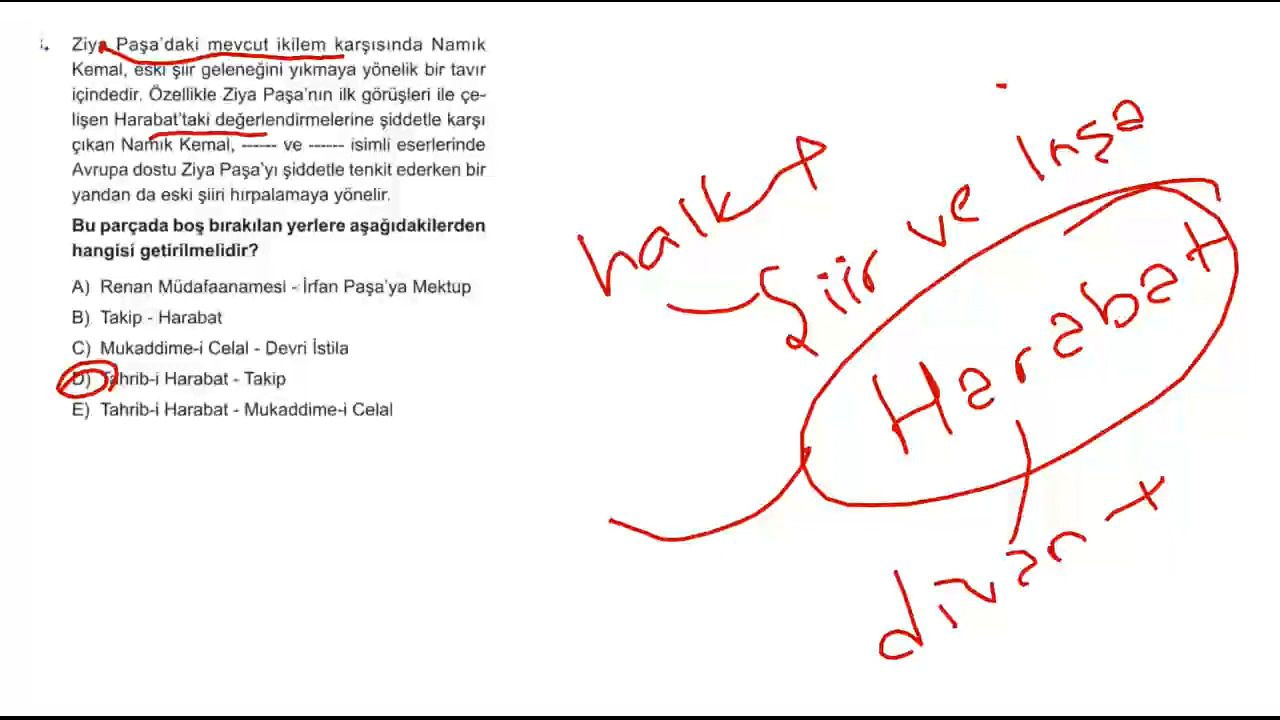 Ziya Paşa'daki mevcut ikilem karşısında Namık
Kemal, eski şiir geleneğini yıkmaya yönelik bir tavır
içindedir. Özellikle Ziya Paşa'nın ilk görüşleri ile çe-
lişen Harabat'taki değerlendirmelerine şiddetle karşı
çıkan Namık Kemal, ------ ve ------ isimli eserlerinde
Avrupa dostu Ziya Paşa'yı şiddetle tenkit ederken bir
yandan da eski şiiri hırpalamaya yönelir.
Bu parçada boş bırakılan yerlere aşağıdakilerden
hangisi getirilmelidir?
A) Renan Müdafaanamesi - İrfan Paşa'ya Mektup
B) Takip - Harabat
C) Mukaddime-i Celal - Devri İstila
D) Tahrib-i Harabat - Takip
E) Tahrib-i Harabat - Mukaddime-i Celal
halk +
Şiir ve İnşa
Harabat
divan +